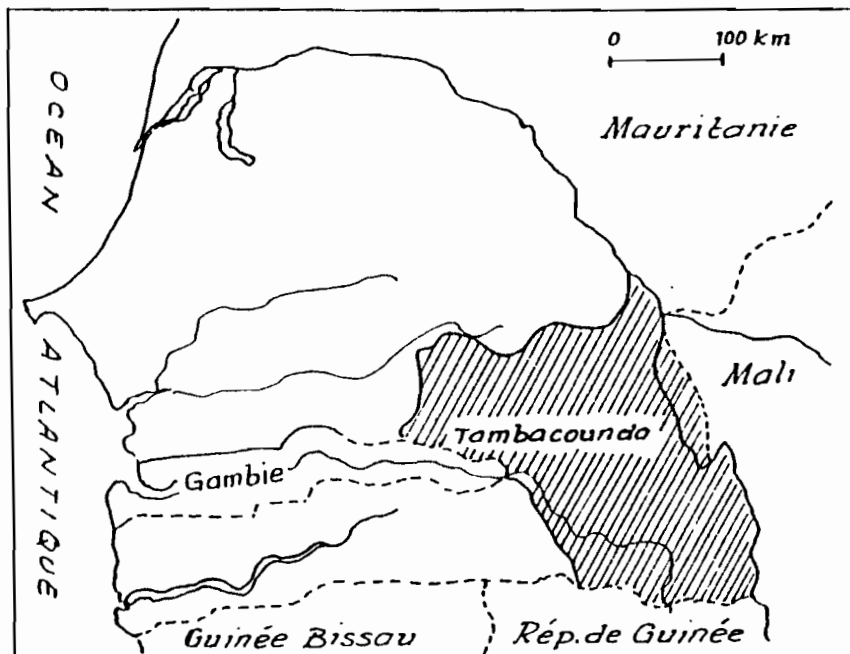 0 100 km
Mauritanie
OCEAN
ATLANTIQUE
Mali
Tambacounda
Gambie
Guinée Bissau
Rép. de Guinée